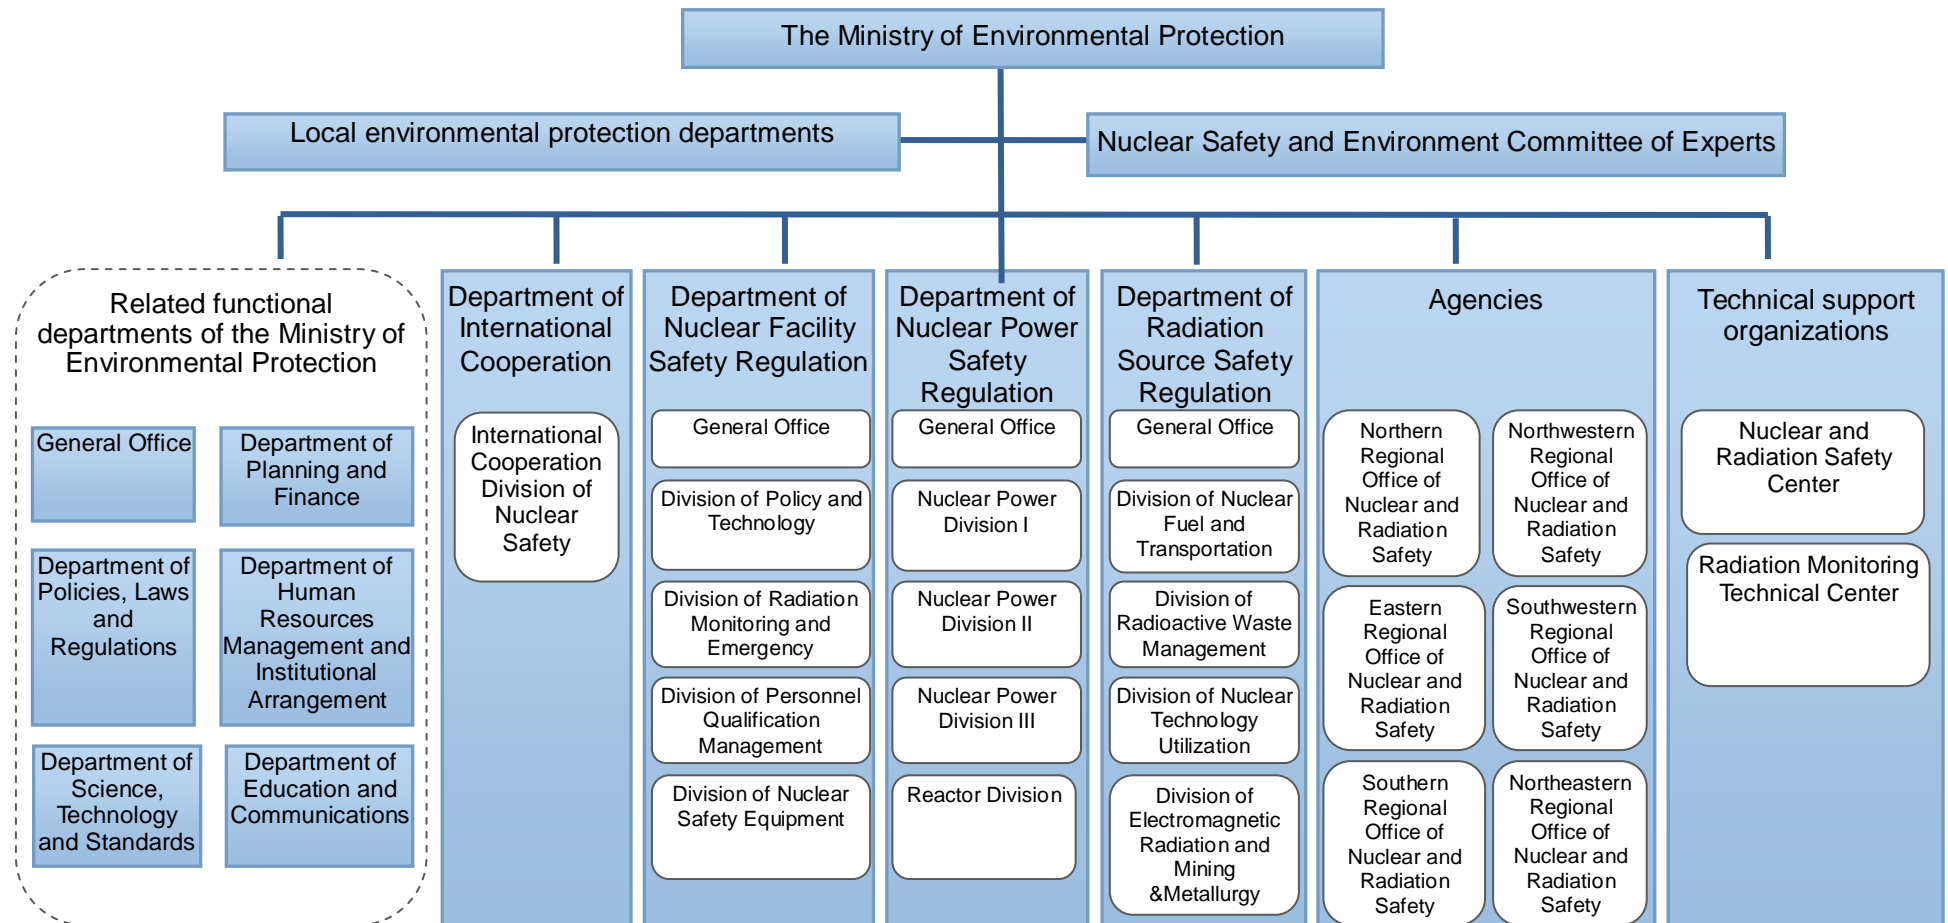 The Ministry of Environmental Protection
Local environmental protection departments
Nuclear Safety and Environment Committee of Experts
Related functional
departments of the Ministry of
Environmental Protection
General Office
Department of
Planning and
Finance
Department of
Policies, Laws
and
Regulations
Department of
Human
Resources
Management and
Institutional
Arrangement
Department of
Science,
Technology
and Standards
Department of
Education and
Communications
Department of
International
Cooperation
International
Cooperation
Division of
Nuclear
Safety
Department of
Nuclear Facility
Safety Regulation
General Office
Division of Policy and
Technology
Division of Radiation
Monitoring and
Emergency
Division of Personnel
Qualification
Management
Division of Nuclear
Safety Equipment
Department of
Nuclear Power
Safety
Regulation
General Office
Nuclear Power
Division I
Nuclear Power
Division II
Nuclear Power
Division III
Reactor Division
Department of
Radiation
Source Safety
Regulation
General Office
Division of Nuclear
Fuel and
Transportation
Division of
Radioactive Waste
Management
Division of Nuclear
Technology
Utilization
Division of
Electromagnetic
Radiation and
Mining
&Metallurgy
Agencies
Northern
Regional
Office of
Nuclear and
Radiation
Safety
Northwestern
Regional
Office of
Nuclear and
Radiation
Safety
Eastern
Regional
Office of
Nuclear and
Radiation
Safety
Southwestern
Regional
Office of
Nuclear and
Radiation
Safety
Southern
Regional
Office of
Nuclear and
Radiation
Safety
Northeastern
Regional
Office of
Nuclear and
Radiation
Safety
Technical support
organizations
Nuclear and
Radiation Safety
Center
Radiation Monitoring
Technical Center